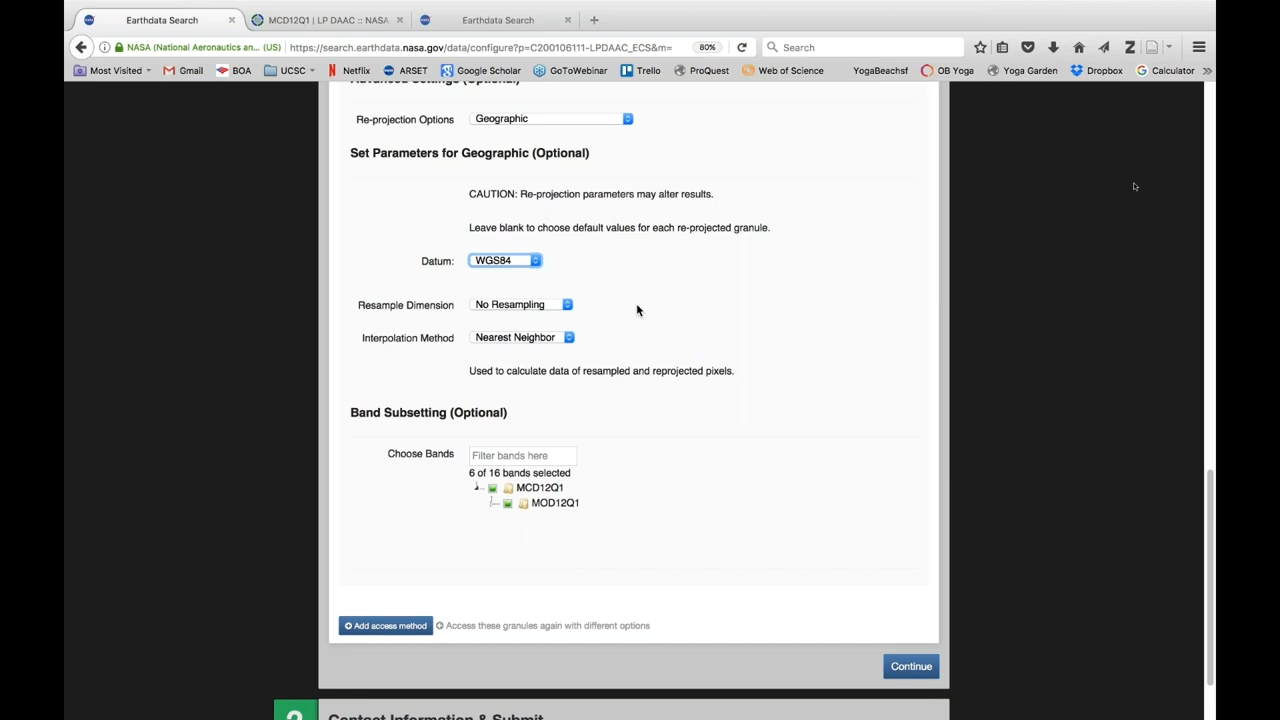 Earthdata Search
MCD12Q1 | LP DAAC :: NASA
Earthdata Search
NASA (National Aeronautics an... (US)
https://search.earthdata.nasa.gov/data/configure?p=C200106111-LPDAAC_ECS&m=
80%
Search
Most Visited
Gmail
BOA
UCSC
Netflix
ARSET
Google Scholar
GoToWebinar
Trello
ProQuest
Web of Science
YogaBeachsf
OB Yoga
Yoga Garden
Dropbox
Calculator
Advanced Settings (Optional)
Re-projection Options
Geographic
Set Parameters for Geographic (Optional)
CAUTION: Re-projection parameters may alter results.
Leave blank to choose default values for each re-projected granule.
Datum:
WGS84
Resample Dimension
No Resampling
Interpolation Method
Nearest Neighbor
Used to calculate data of resampled and reprojected pixels.
Band Subsetting (Optional)
Choose Bands
Filter bands here
6 of 16 bands selected
MCD12Q1
MOD12Q1
Add access method
Access these granules again with different options
Continue
2
Contact Information & Submit